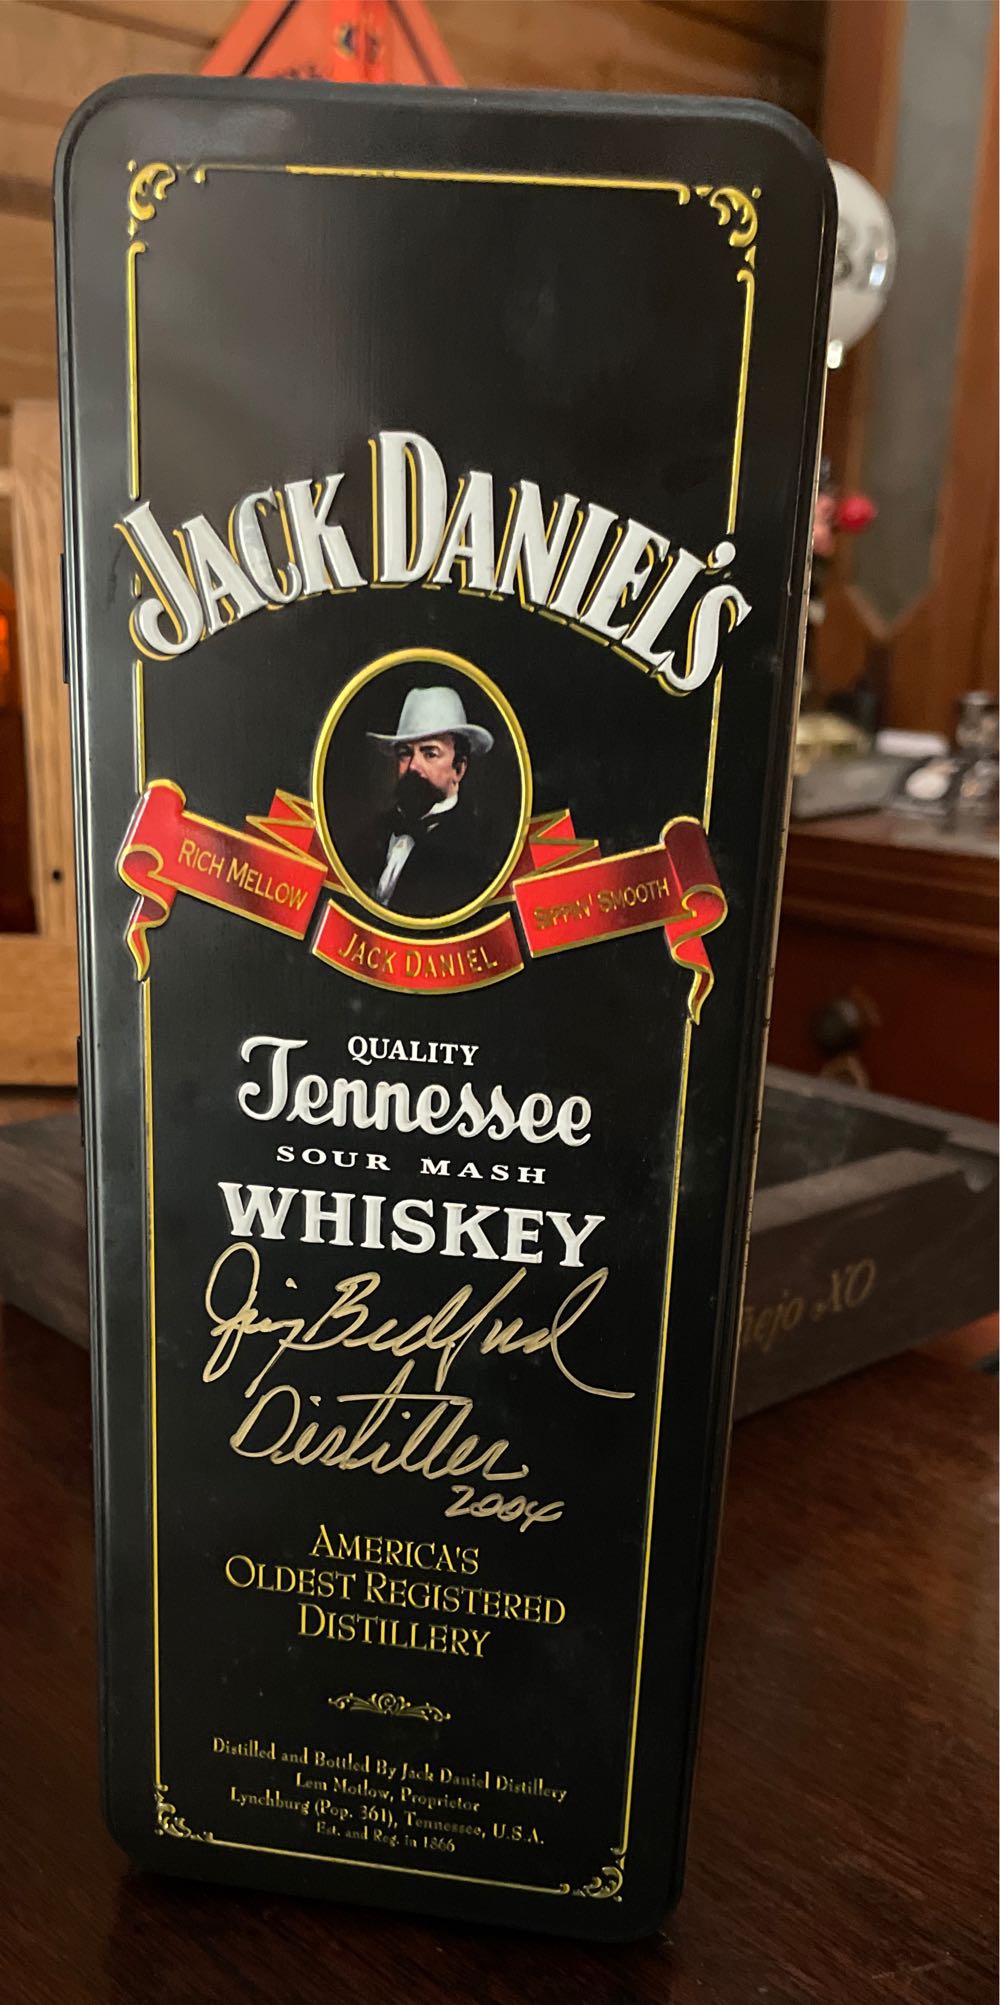 JACK DANIEL'S
RICH MELLOW
JACK DANIEL
SIPPIN' SMOOTH
QUALITY
Tennessee
SOUR MASH
WHISKEY
Jimmy Bedford
Distiller
2004
AMERICA'S
OLDEST REGISTERED
DISTILLERY
Distilled and Bottled By Jack Daniel Distillery
Lem Motlow, Proprietor
Lynchburg (Pop. 361), Tennessee, U.S.A.
Est. and Reg. in 1866
XO